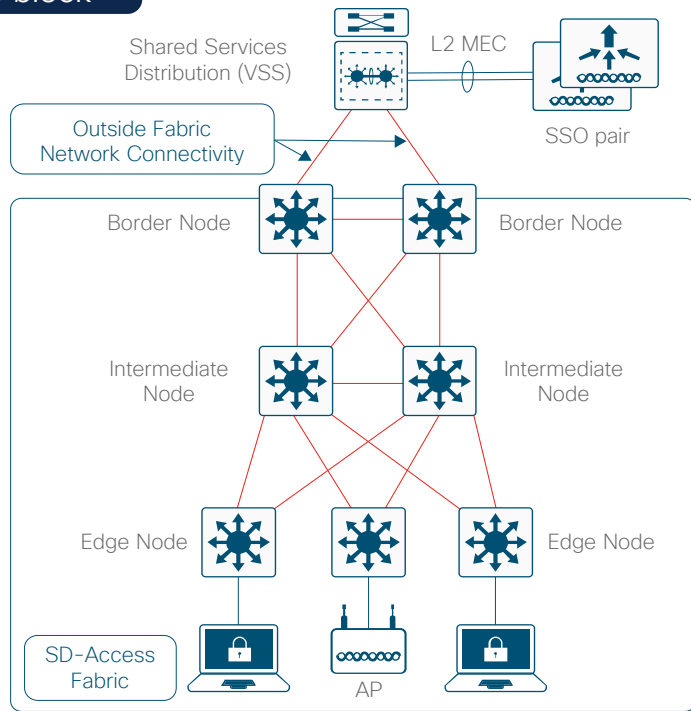 block
Shared Services
Distribution (VSS)
L2 MEC
SSO pair
Outside Fabric
Network Connectivity
Border Node
Border Node
Intermediate
Node
Intermediate
Node
Edge Node
Edge Node
SD-Access
Fabric
AP